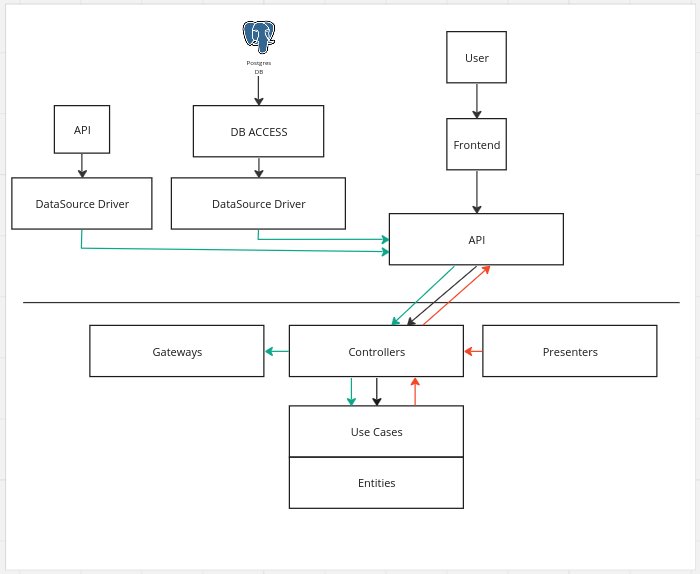 Postgres
DB
User
API
DB ACCESS
Frontend
DataSource Driver
DataSource Driver
API
Gateways
Controllers
Presenters
Use Cases
Entities